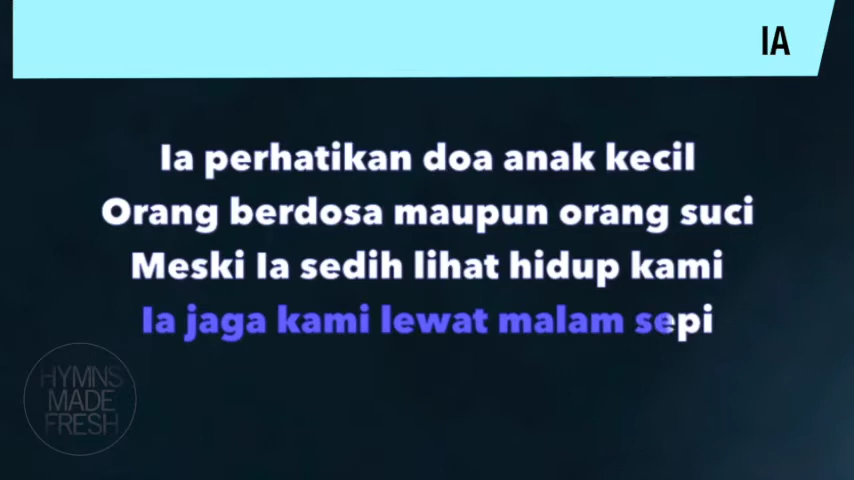 IA
Ia perhatikan doa anak kecil
Orang berdosa maupun orang suci
Meski Ia sedih lihat hidup kami
Ia jaga kami lewat malam sepi
HYMNS
MADE
FRESH